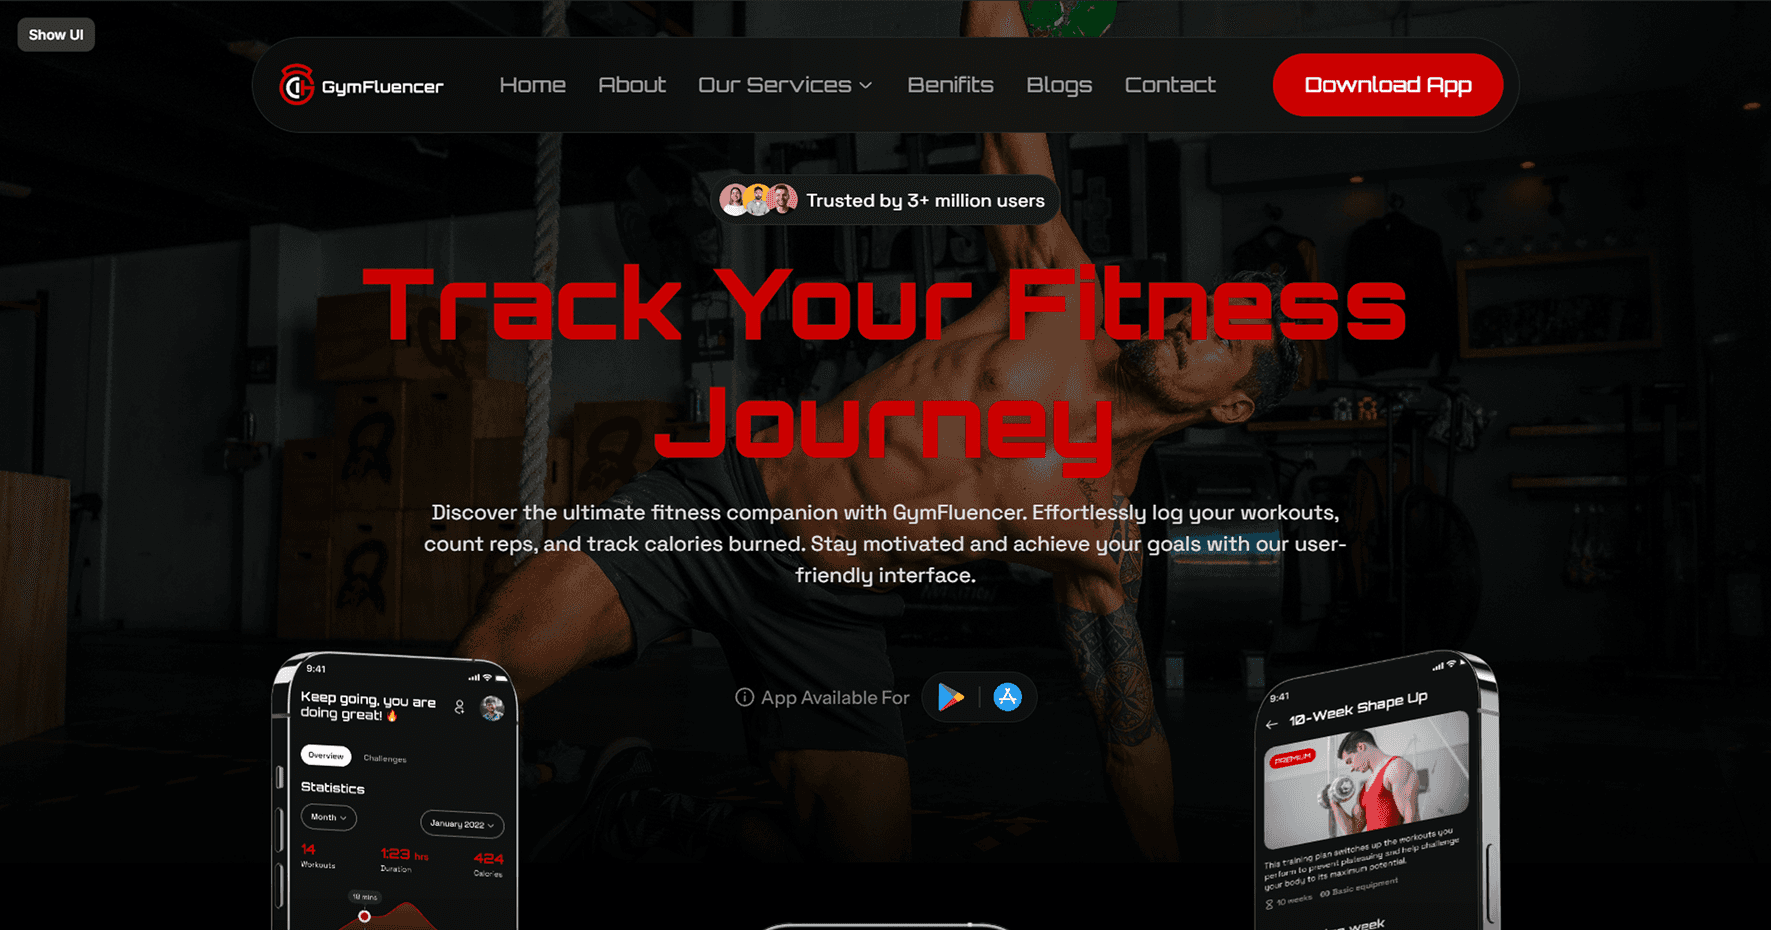 Show UI
GymFluencer
Home
About
Our Services
Benifits
Blogs
Contact
Download App
Trusted by 3+ million users
Track Your Fitness
Journey
Discover the ultimate fitness companion with GymFluencer. Effortlessly log your workouts,
count reps, and track calories burned. Stay motivated and achieve your goals with our user-
friendly interface.
App Available For
9:41
Keep going, you are
doing great! 🔥
Overview
Challenges
Statistics
Month
January 2022
14
Workouts
1:23 hrs
Duration
424
Calories
18 mins
9:41
10-Week Shape Up
PREMIUM
This training plan switches up the workouts you
perform to prevent plateauing and help challenge
your body to its maximum potential.
10 weeks
Basic equipment
week